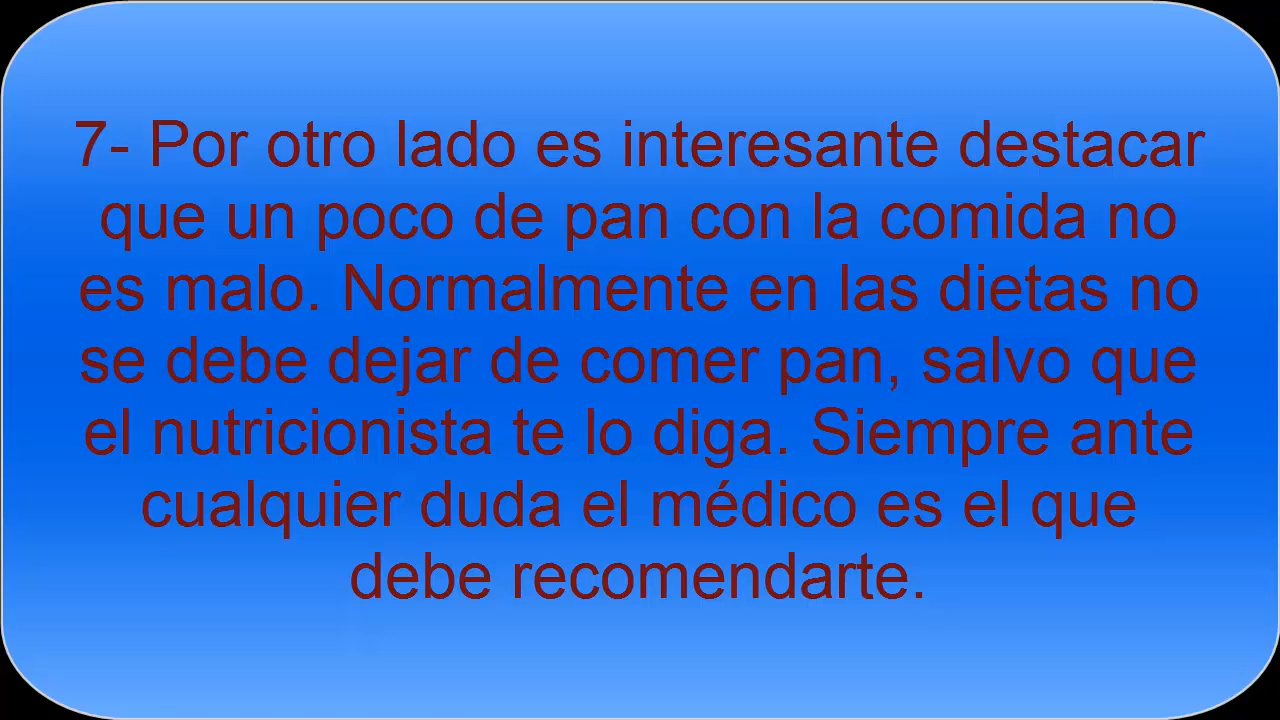 7- Por otro lado es interesante destacar
que un poco de pan con la comida no
es malo. Normalmente en las dietas no
se debe dejar de comer pan, salvo que
el nutricionista te lo diga. Siempre ante
cualquier duda el médico es el que
debe recomendarte.